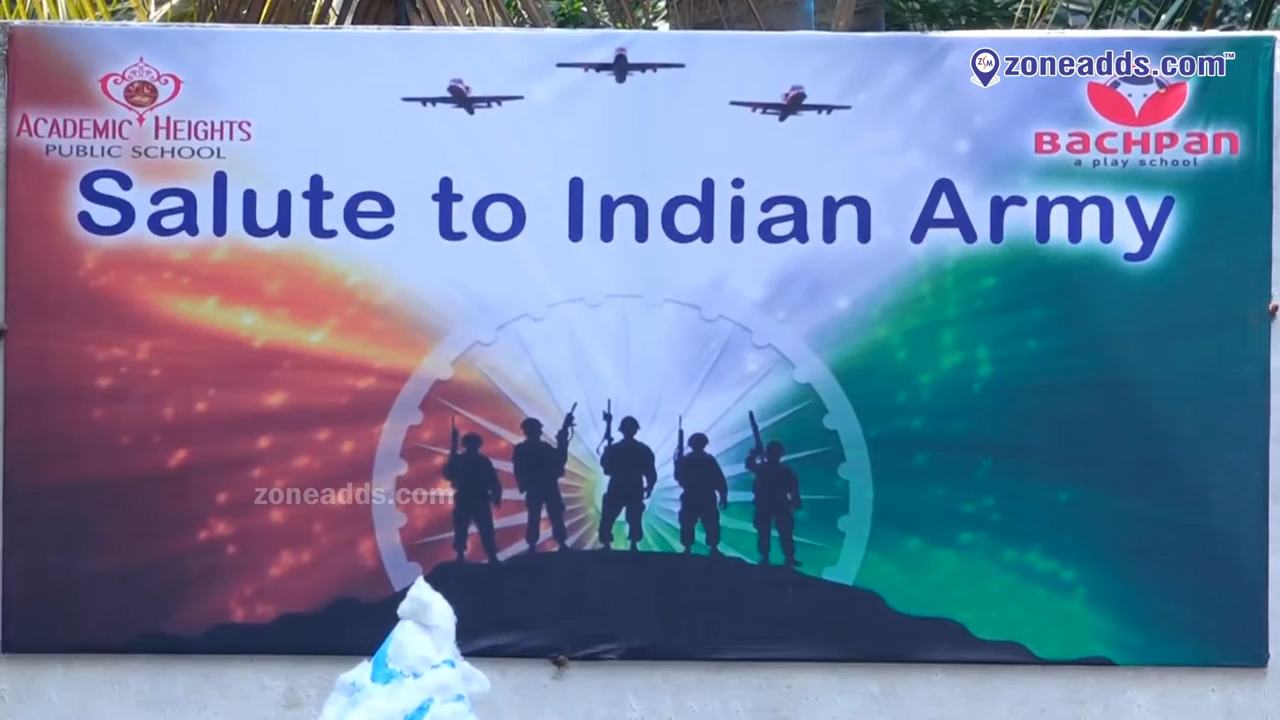 zoneadds.com™
ACADEMIC HEIGHTS
PUBLIC SCHOOL
BACHPAN
a play school
Salute to Indian Army
zoneadds.com